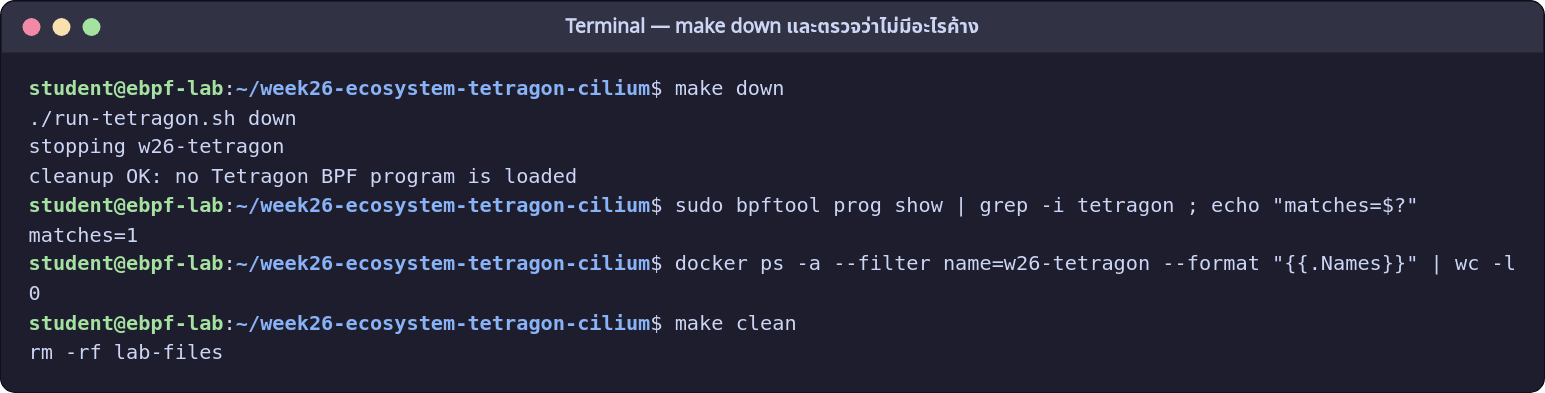 Terminal — make down และตรวจว่าไม่มีอะไรค้าง
student@ebpf-lab:~/week26-ecosystem-tetragon-cilium$ make down
./run-tetragon.sh down
stopping w26-tetragon
cleanup OK: no Tetragon BPF program is loaded
student@ebpf-lab:~/week26-ecosystem-tetragon-cilium$ sudo bpftool prog show | grep -i tetragon ; echo "matches=$?"
matches=1
student@ebpf-lab:~/week26-ecosystem-tetragon-cilium$ docker ps -a --filter name=w26-tetragon --format "{{.Names}}" | wc -l
0
student@ebpf-lab:~/week26-ecosystem-tetragon-cilium$ make clean
rm -rf lab-files